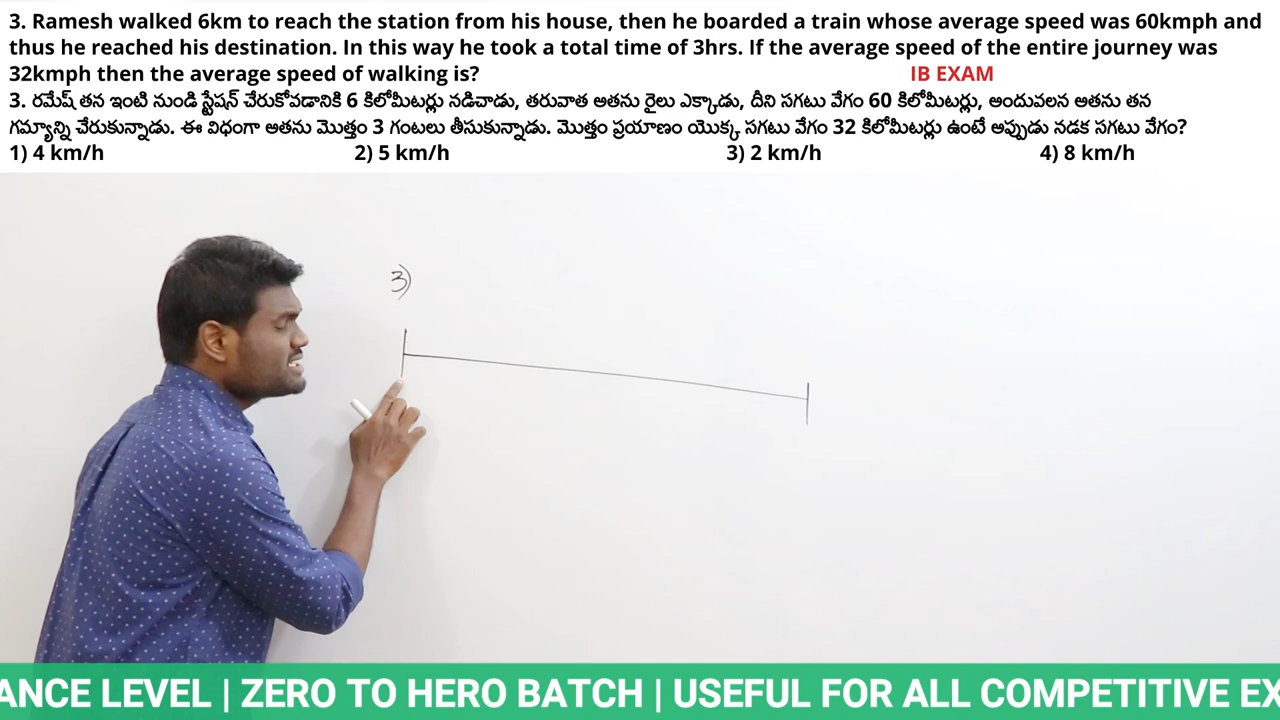 3. Ramesh walked 6km to reach the station from his house, then he boarded a train whose average speed was 60kmph and
thus he reached his destination. In this way he took a total time of 3hrs. If the average speed of the entire journey was
32kmph then the average speed of walking is? IB EXAM
3. రమేష్ తన ఇంటి నుండి స్టేషన్ చేరుకోవడానికి 6 కిలోమీటర్లు నడిచాడు, తరువాత అతను రైలు ఎక్కాడు, దీని సగటు వేగం 60 కిలోమీటర్లు, అందువలన అతను తన
గమ్యాన్ని చేరుకున్నాడు. ఈ విధంగా అతను మొత్తం 3 గంటలు తీసుకున్నాడు. మొత్తం ప్రయాణం యొక్క సగటు వేగం 32 కిలోమీటర్లు ఉంటే అప్పుడు నడక సగటు వేగం?
1) 4 km/h 2) 5 km/h 3) 2 km/h 4) 8 km/h
3)
ANCE LEVEL | ZERO TO HERO BATCH | USEFUL FOR ALL COMPETITIVE EX